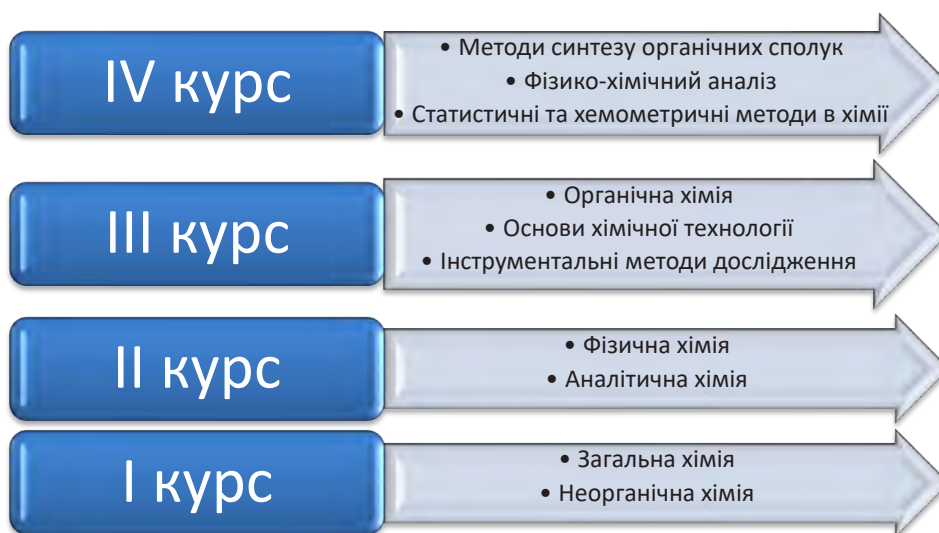 IV курс
• Методи синтезу органічних сполук
• Фізико-хімічний аналіз
• Статистичні та хемометричні методи в хімії
III курс
• Органічна хімія
• Основи хімічної технології
• Інструментальні методи дослідження
II курс
• Фізична хімія
• Аналітична хімія
I курс
• Загальна хімія
• Неорганічна хімія